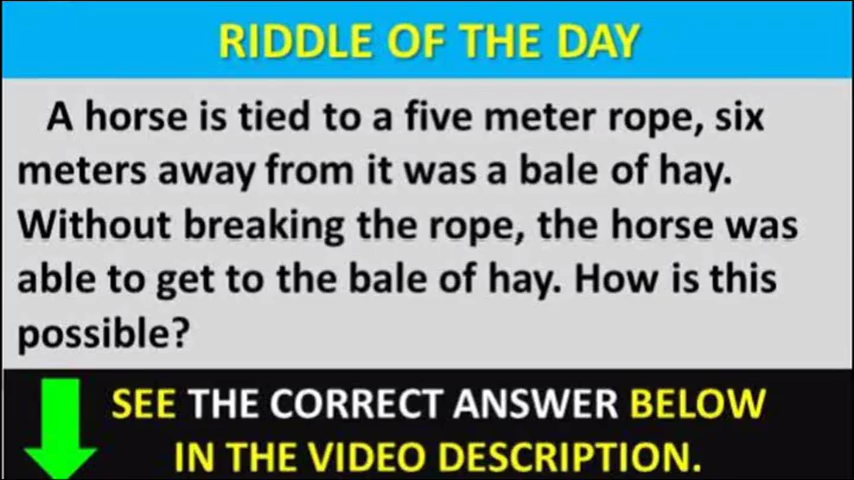 RIDDLE OF THE DAY
A horse is tied to a five meter rope, six
meters away from it was a bale of hay.
Without breaking the rope, the horse was
able to get to the bale of hay. How is this
possible?
SEE THE CORRECT ANSWER BELOW
IN THE VIDEO DESCRIPTION.